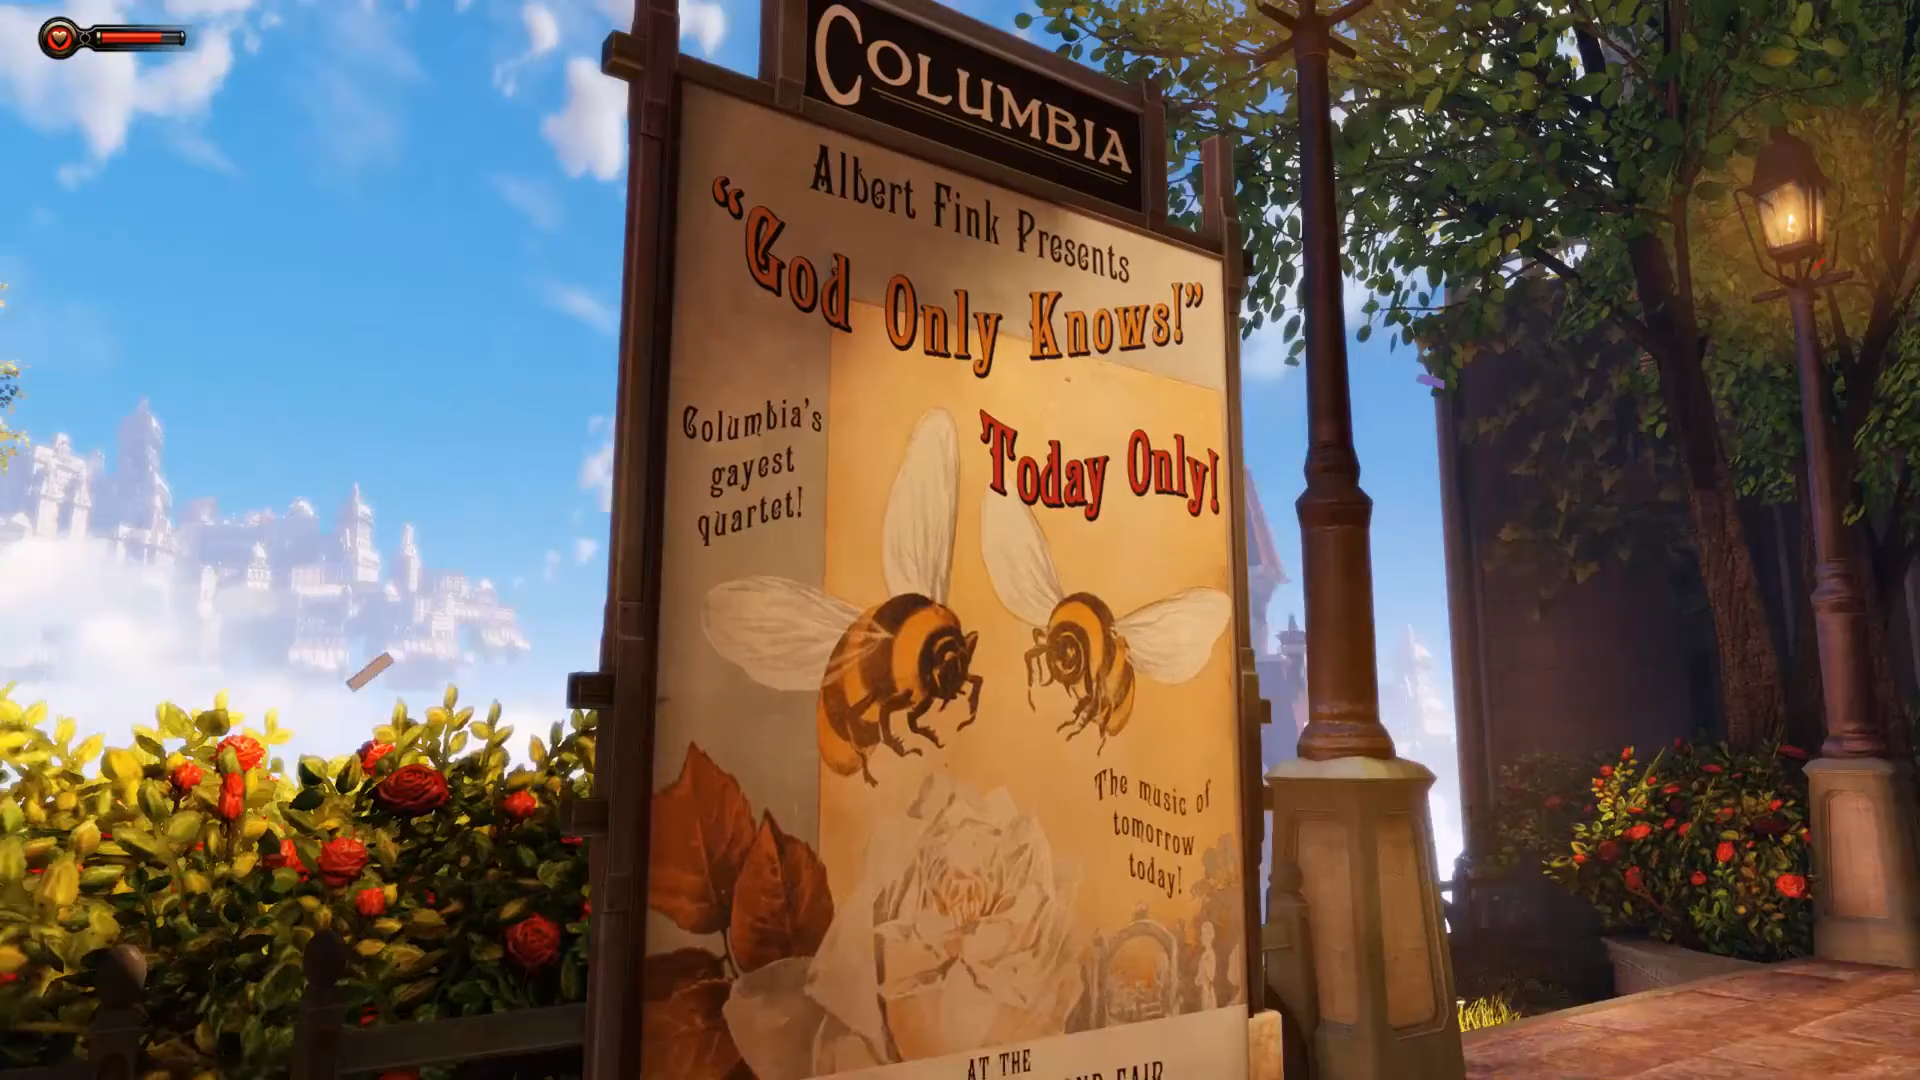 COLUMBIA
Albert Fink Presents
"God Only Knows!"
Columbia's
gayest
quartet!
Today Only!
The music of
tomorrow
today!
AT THE
FAIR